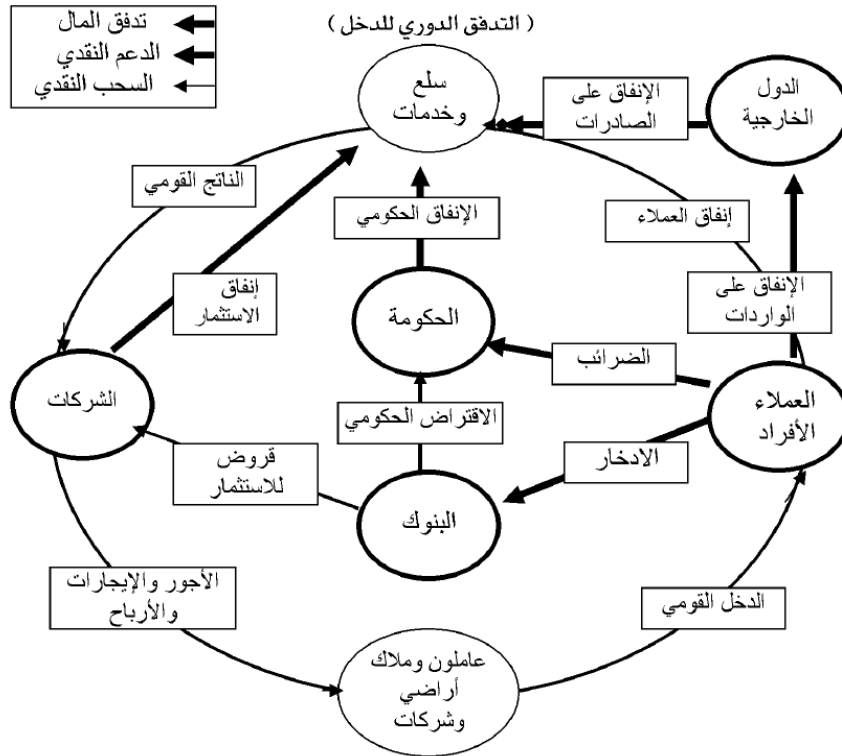 ( التدفق الدوري للدخل )
تدفق المال
الدعم النقدي
السحب النقدي
سلع
وخدمات
الإنفاق على
الصادرات
الدول
الخارجية
الناتج القومي
الإنفاق الحكومي
إنفاق العملاء
إنفاق
الاستثمار
الإنفاق على
الواردات
الحكومة
الضرائب
الشركات
العملاء
الأفراد
الاقتراض الحكومي
الادخار
قروض
للاستثمار
البنوك
الأجور والإيجارات
والأرباح
الدخل القومي
عاملون وملاك
أراضي
وشركات